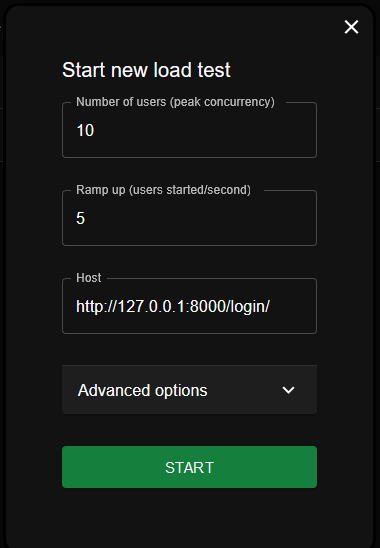 Start new load test
Number of users (peak concurrency)
10
Ramp up (users started/second)
5
Host
http://127.0.0.1:8000/login/
Advanced options
START